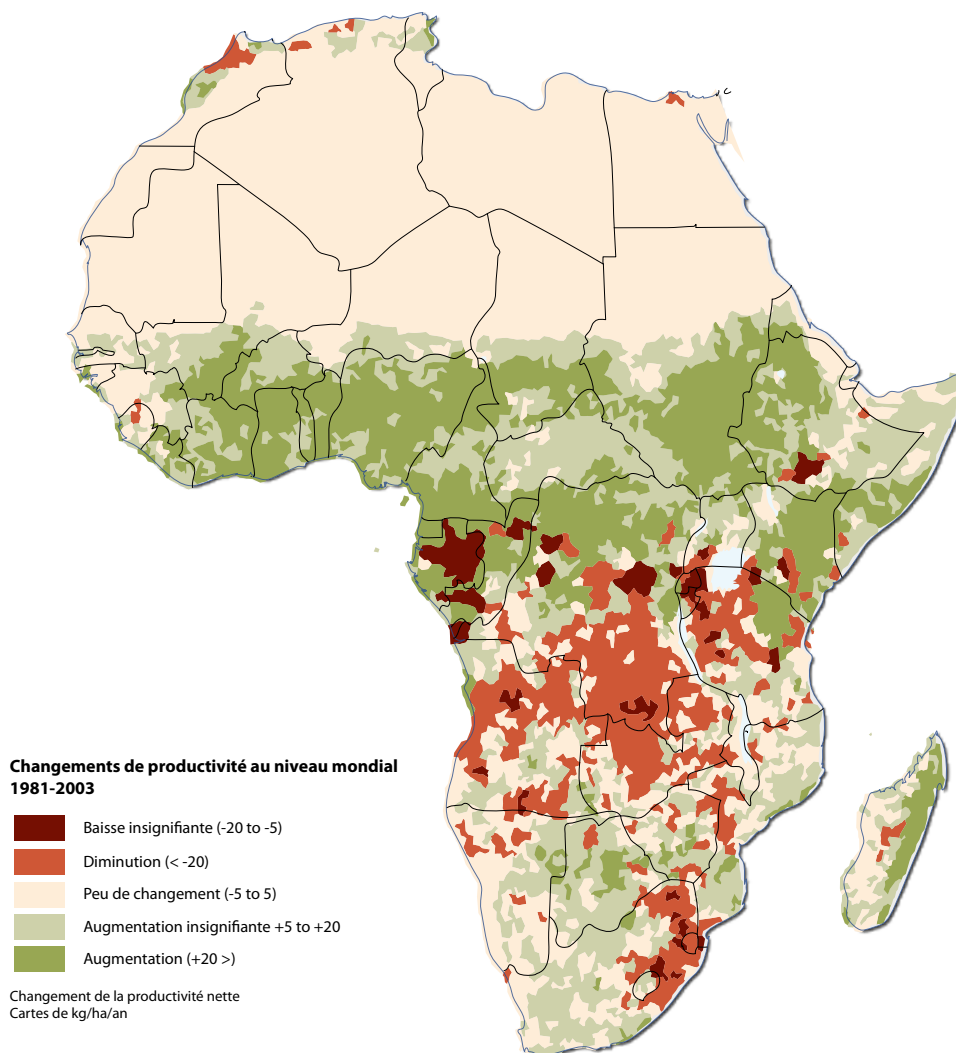 Changements de productivité au niveau mondial
1981-2003
Baisse insignifiante (-20 to -5)
Diminution (< -20)
Peu de changement (-5 to 5)
Augmentation insignifiante +5 to +20
Augmentation (+20 >)
Changement de la productivité nette
Cartes de kg/ha/an